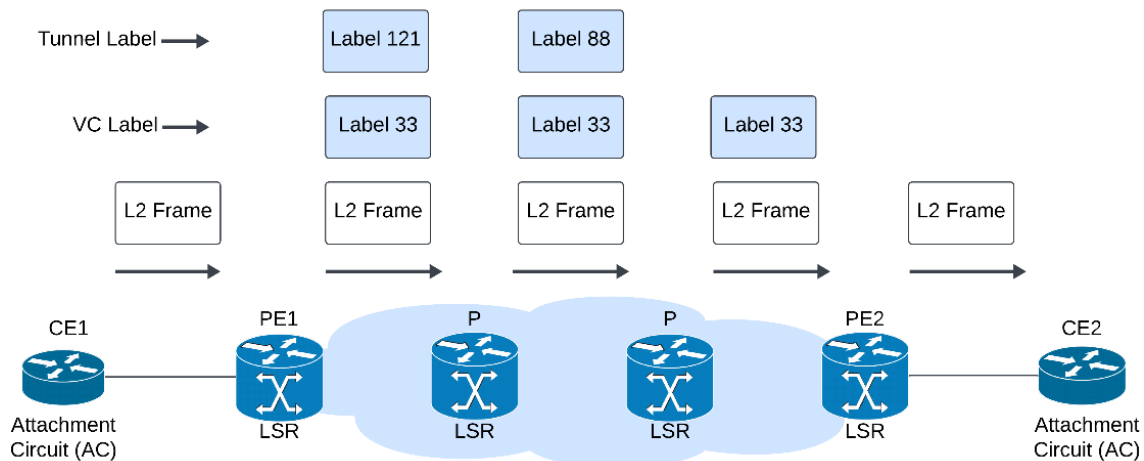 Tunnel Label
Label 121
Label 88
VC Label
Label 33
Label 33
Label 33
L2 Frame
L2 Frame
L2 Frame
L2 Frame
L2 Frame
CE1
PE1
P
P
PE2
CE2
LSR
LSR
LSR
LSR
Attachment
Circuit (AC)
Attachment
Circuit (AC)